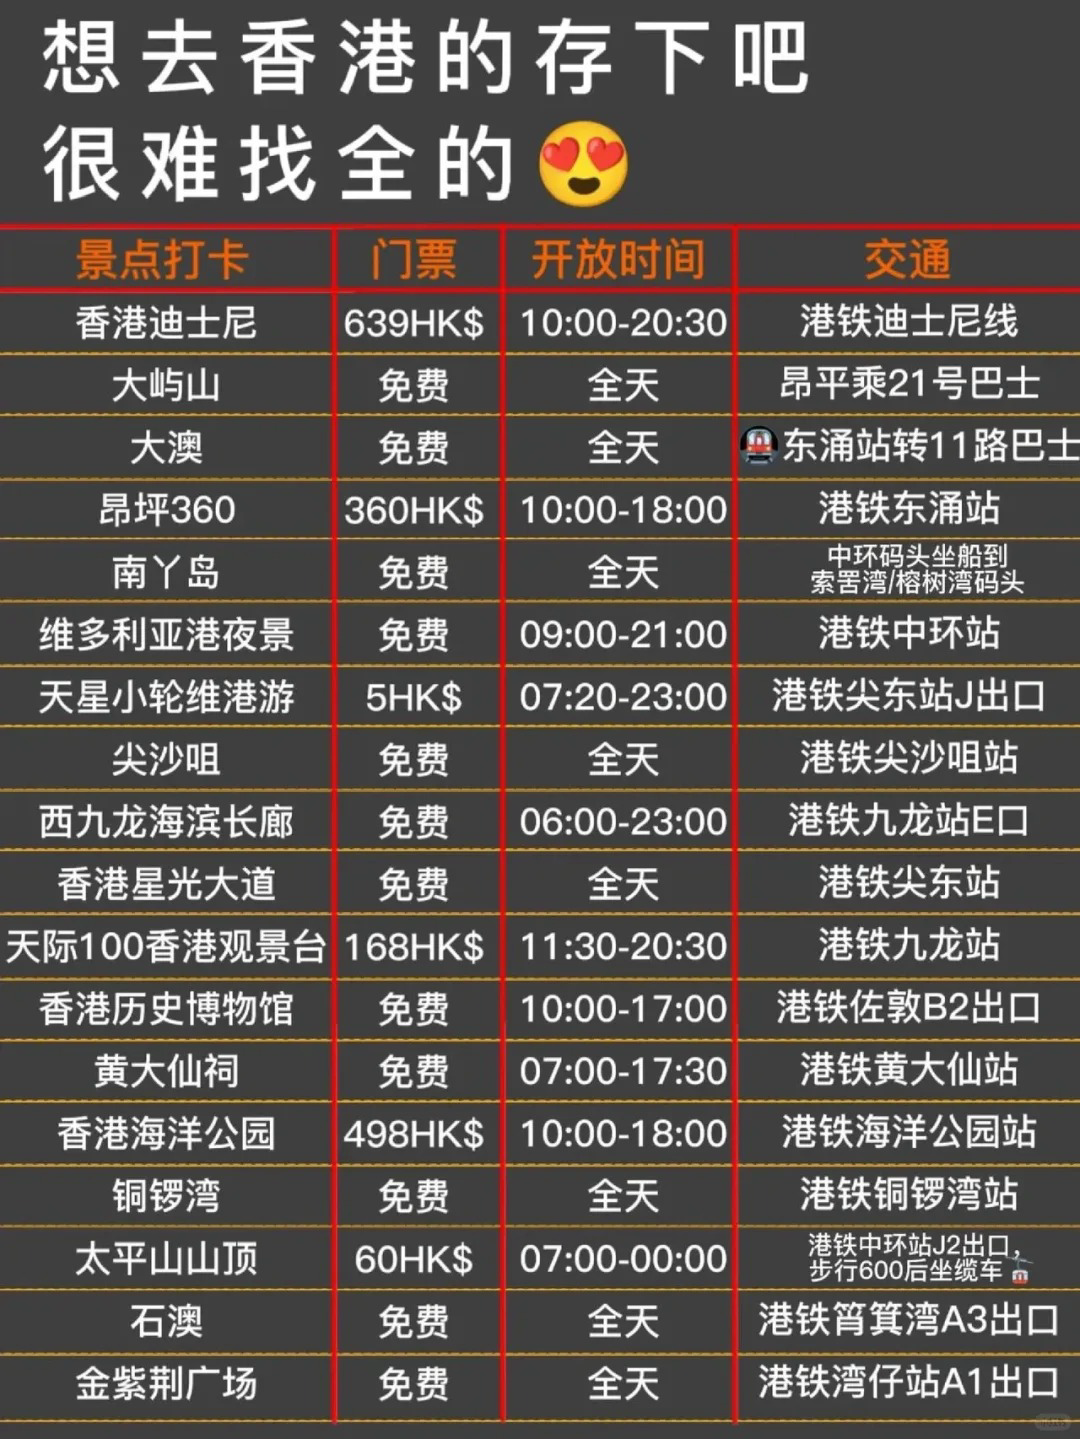 想去香港的存下吧
很难找全的
景点打卡 门票 开放时间 交通
香港迪士尼 639HK$ 10:00-20:30 港铁迪士尼线
大屿山 免费 全天 昂平乘21号巴士
大澳 免费 全天 东涌站转11路巴士
昂坪360 360HK$ 10:00-18:00 港铁东涌站
南丫岛 免费 全天 中环码头坐船到
索罟湾/榕树湾码头
维多利亚港夜景 免费 09:00-21:00 港铁中环站
天星小轮维港游 5HK$ 07:20-23:00 港铁尖东站J出口
尖沙咀 免费 全天 港铁尖沙咀站
西九龙海滨长廊 免费 06:00-23:00 港铁九龙站E口
香港星光大道 免费 全天 港铁尖东站
天际100香港观景台 168HK$ 11:30-20:30 港铁九龙站
香港历史博物馆 免费 10:00-17:00 港铁佐敦B2出口
黄大仙祠 免费 07:00-17:30 港铁黄大仙站
香港海洋公园 498HK$ 10:00-18:00 港铁海洋公园站
铜锣湾 免费 全天 港铁铜锣湾站
太平山山顶 60HK$ 07:00-00:00 港铁中环站J2出口，
步行600后坐缆车
石澳 免费 全天 港铁筲箕湾A3出口
金紫荆广场 免费 全天 港铁湾仔站A1出口